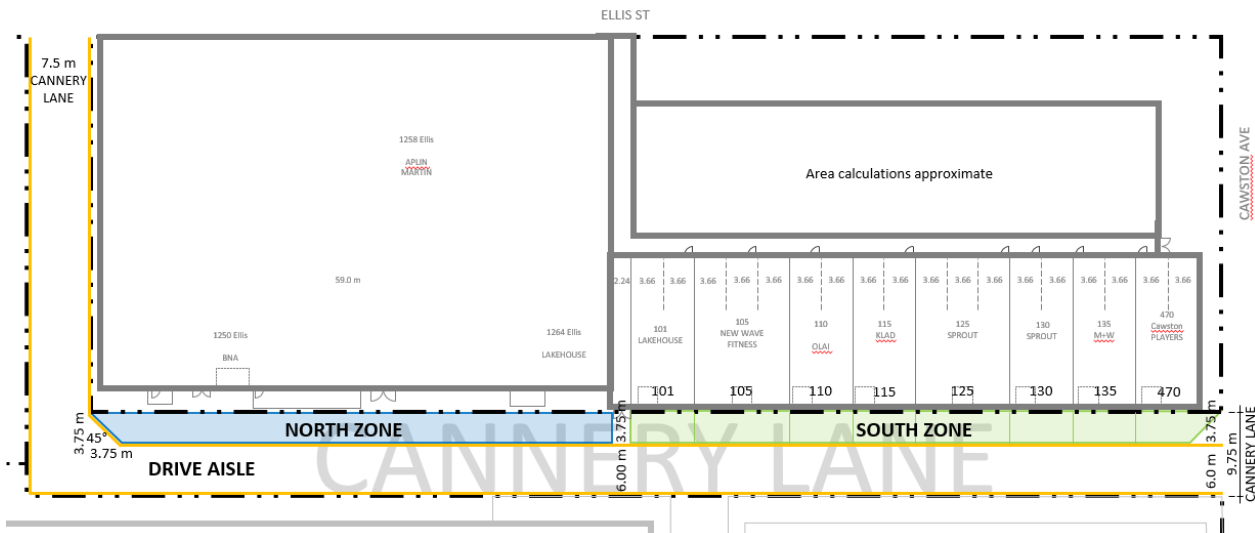 ELLIS ST
7.5 m
CANNERY
LANE
1258 Ellis
APLIN
MARTIN
Area calculations approximate
CAWSTON AVE
59.0 m
2.24 3.66 3.66 3.66 3.66 3.66 3.66 3.66 3.66 3.66 3.66 3.66 3.66 3.66 3.66 3.66 3.66 3.66 3.66
1250 Ellis
BNA
1264 Ellis
LAKEHOUSE
101
LAKEHOUSE
105
NEW WAVE
FITNESS
110
OLAI
115
KLAD
125
SPROUT
130
SPROUT
135
M+W
470
Cawston
PLAYERS
101 105 110 115 125 130 135 470
3.75 m
45°
3.75 m
NORTH ZONE
3.75 m
SOUTH ZONE
3.75 m
DRIVE AISLE
CANNERY LANE
6.00 m
6.0 m
9.75 m
CANNERY LANE